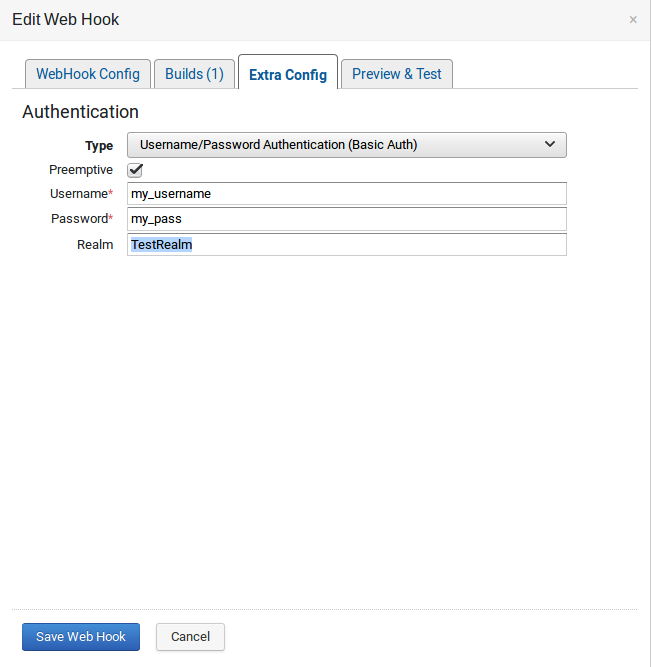 Edit Web Hook ×
WebHook Config Builds (1) Extra Config Preview & Test
Authentication
Type Username/Password Authentication (Basic Auth)
Preemptive
Username* my_username
Password* my_pass
Realm TestRealm
Save Web Hook Cancel